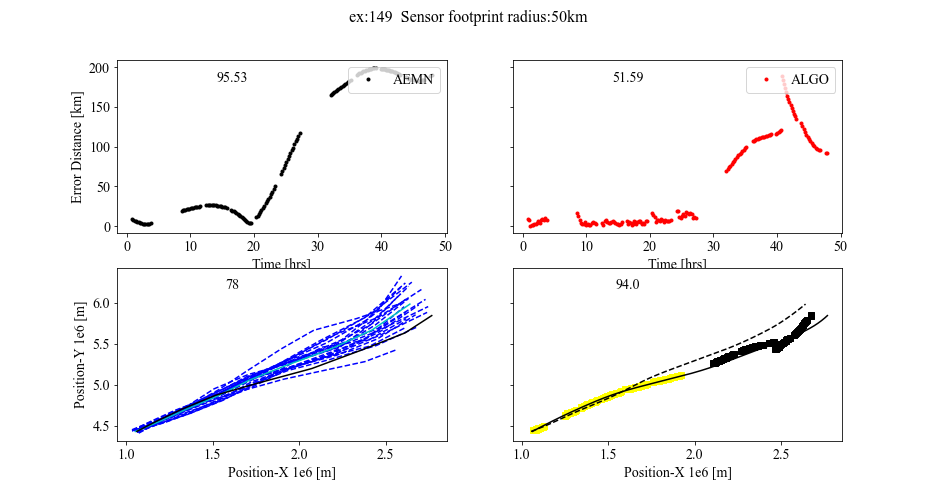 ex:149  Sensor footprint radius:50km
95.53
AEMN
200
150
100
50
0
Error Distance [km]
0 10 20 30 40 50
Time [hrs]
51.59
ALGO
0 10 20 30 40 50
Time [hrs]
78
6.0
5.5
5.0
4.5
Position-Y 1e6 [m]
1.0 1.5 2.0 2.5
Position-X 1e6 [m]
94.0
1.0 1.5 2.0 2.5
Position-X 1e6 [m]